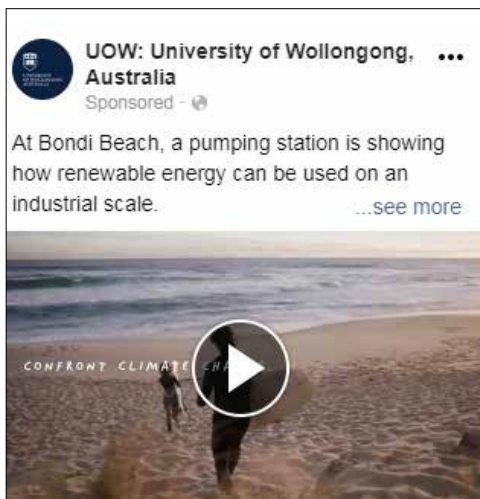 UOW: University of Wollongong,
Australia
Sponsored
At Bondi Beach, a pumping station is showing
how renewable energy can be used on an
industrial scale.
...see more
CONFRONT CLIMATE